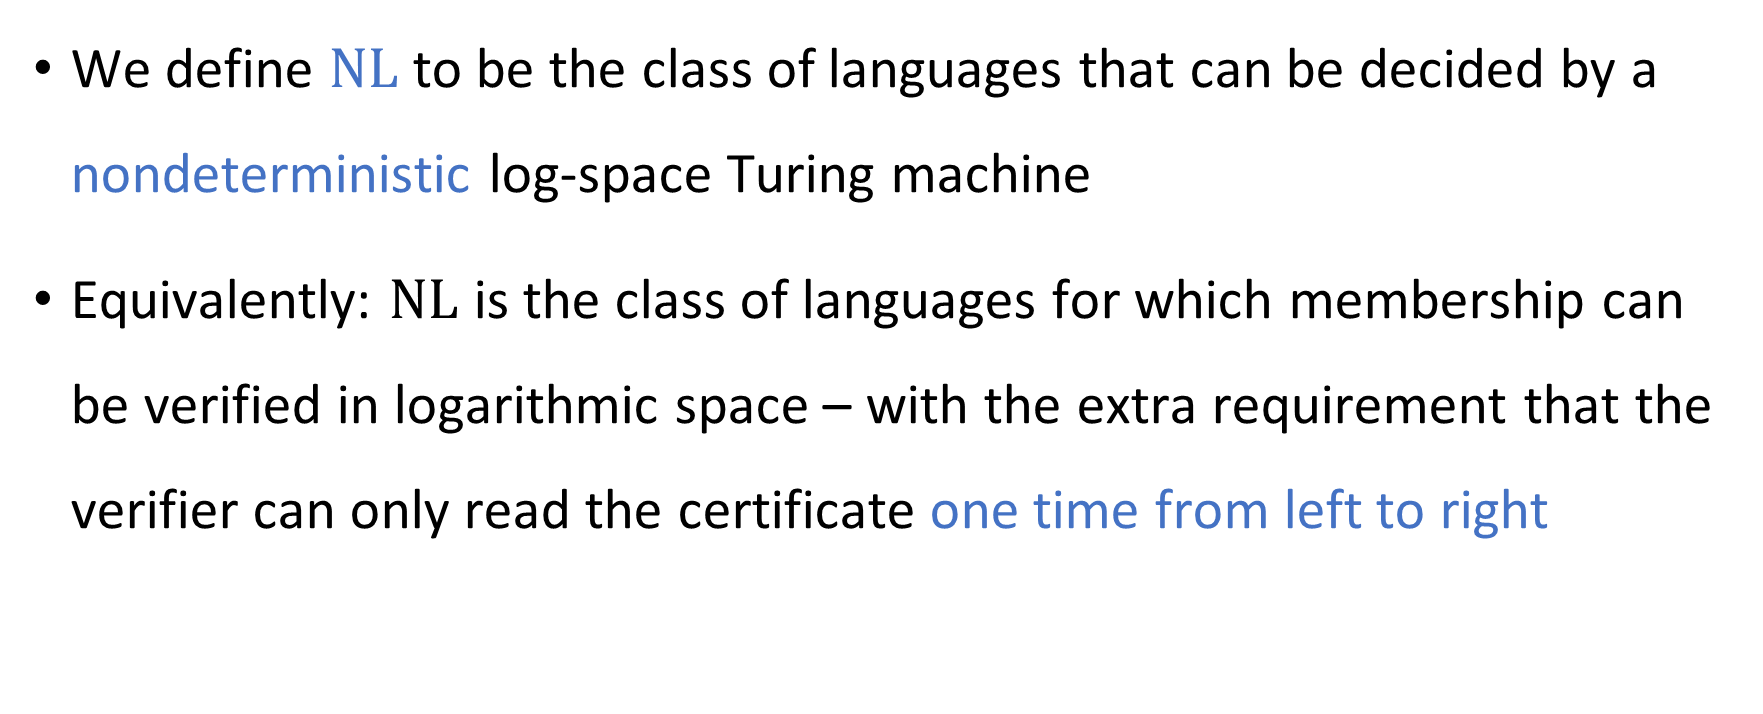 • We define NL to be the class of languages that can be decided by a
nondeterministic log-space Turing machine
• Equivalently: NL is the class of languages for which membership can
be verified in logarithmic space – with the extra requirement that the
verifier can only read the certificate one time from left to right